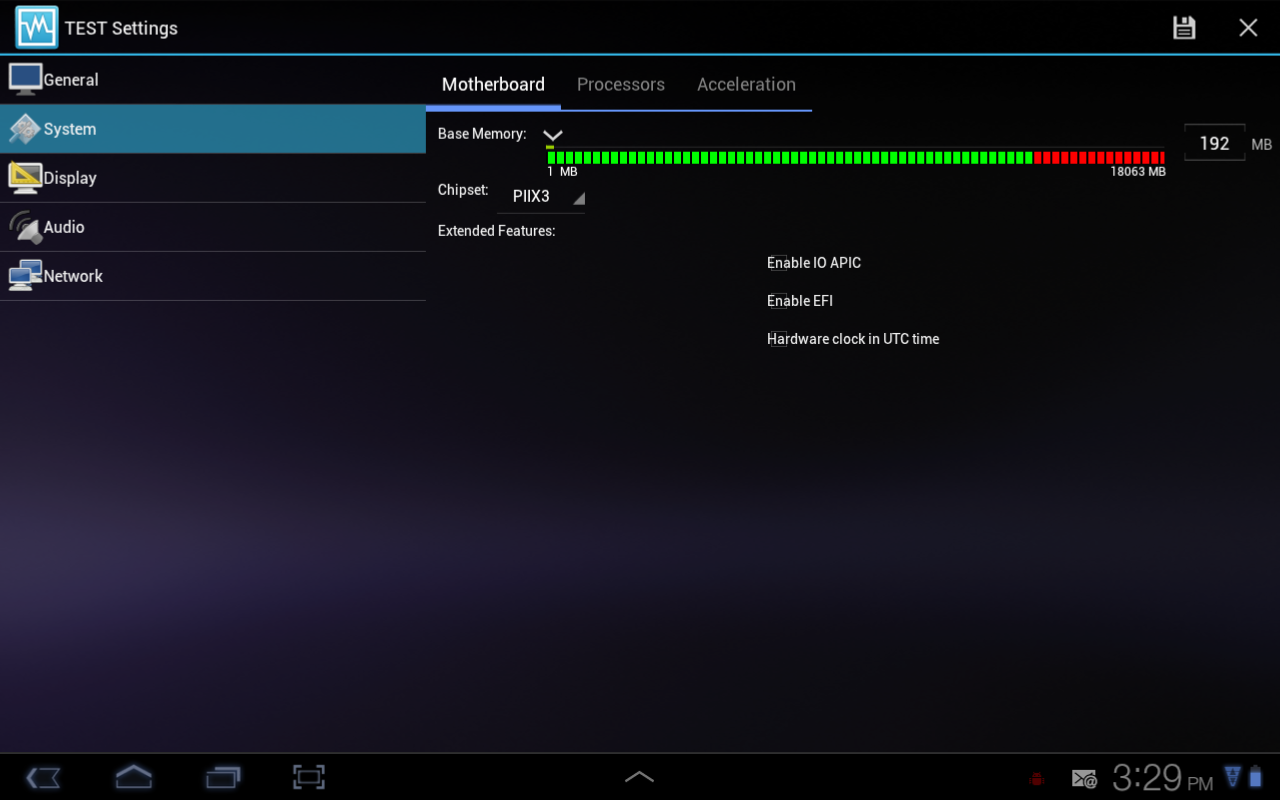 TEST Settings
General
System
Display
Audio
Network
Motherboard Processors Acceleration
Base Memory:
192 MB
1 MB 18063 MB
Chipset: PIIX3
Extended Features:
Enable IO APIC
Enable EFI
Hardware clock in UTC time
3:29 PM